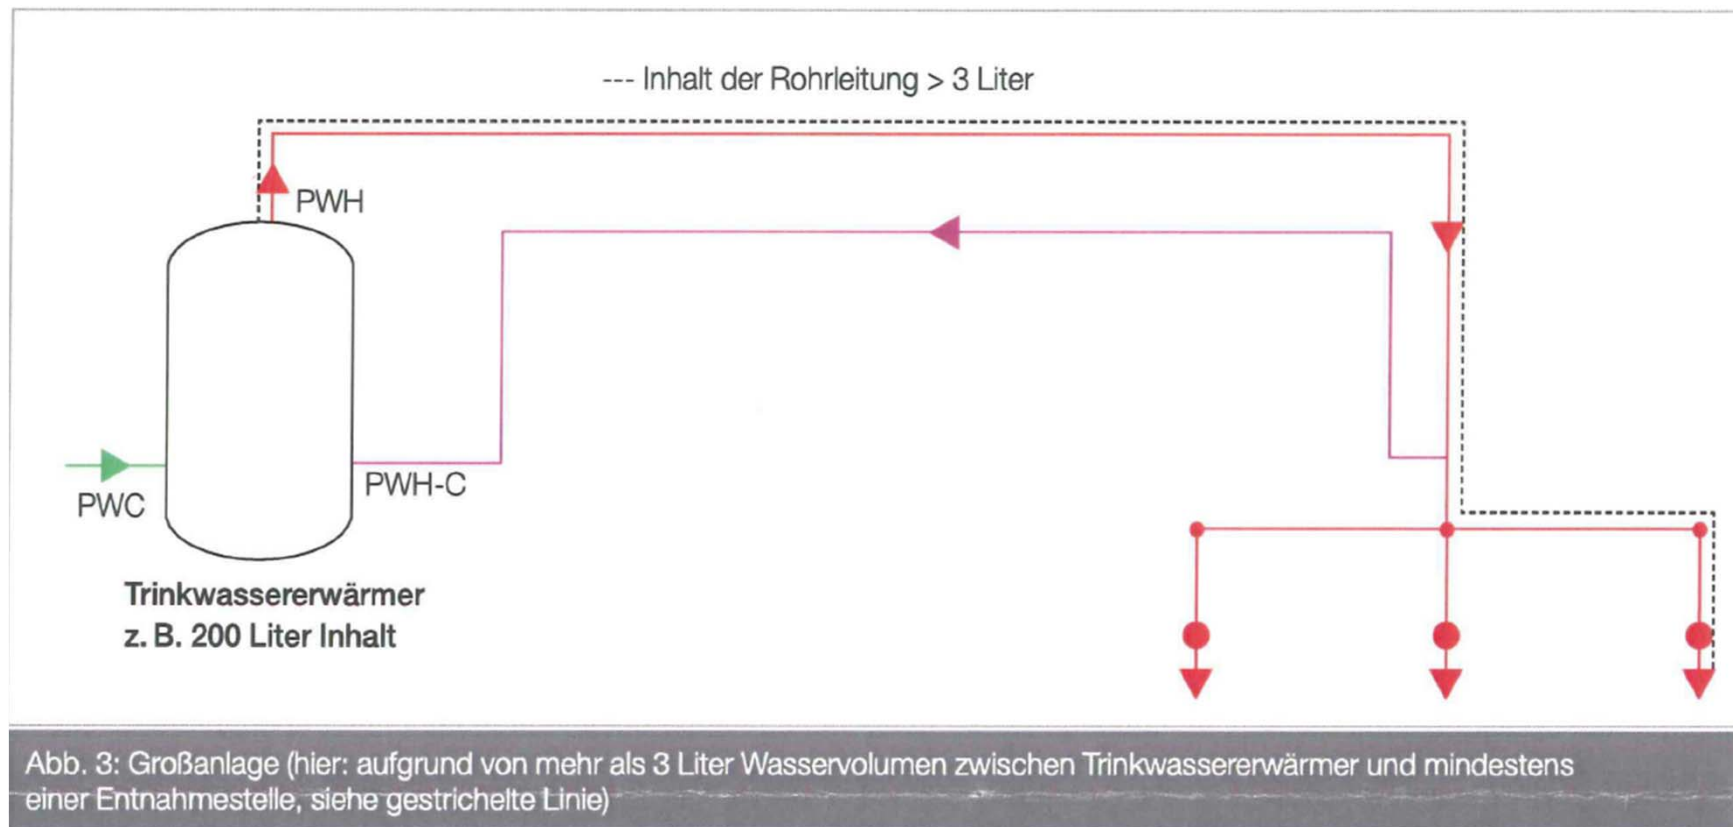 --- Inhalt der Rohrleitung > 3 Liter
PWH
PWH-C
PWC
Trinkwassererwärmer
z. B. 200 Liter Inhalt
Abb. 3: Großanlage (hier: aufgrund von mehr als 3 Liter Wasservolumen zwischen Trinkwassererwärmer und mindestens
einer Entnahmestelle, siehe gestrichelte Linie)